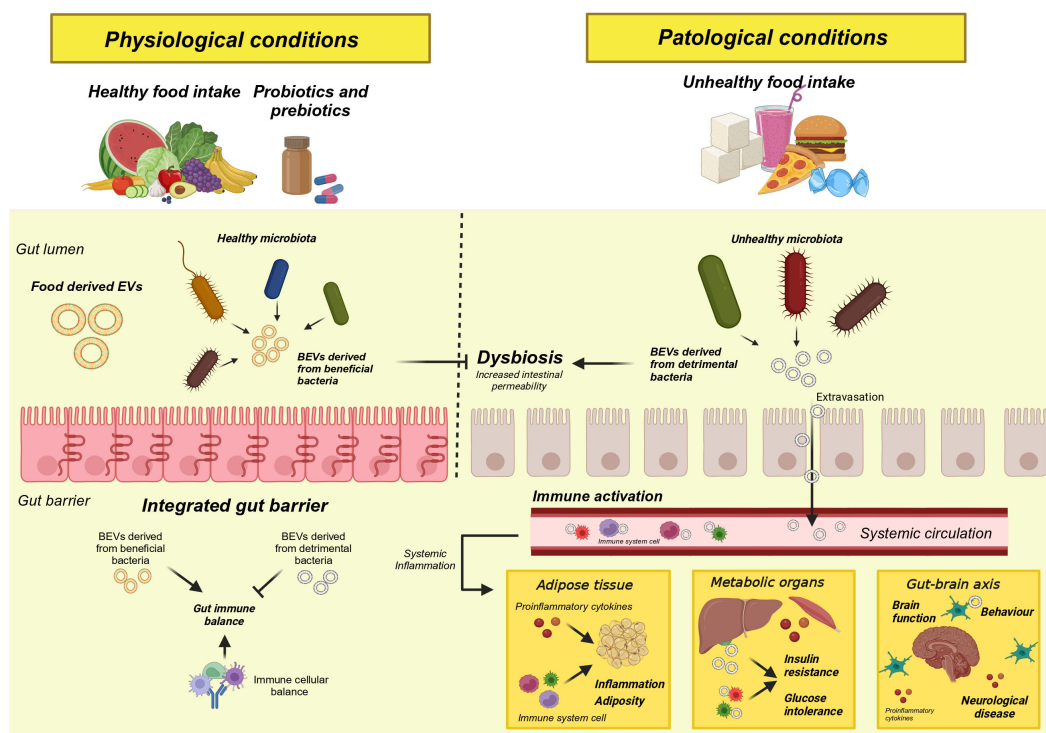 Physiological conditions
Patological conditions
Healthy food intake
Probiotics and
prebiotics
Unhealthy food intake
Gut lumen
Healthy microbiota
Food derived EVs
BEVs derived
from beneficial
bacteria
Unhealthy microbiota
Dysbiosis
Increased intestinal
permeability
BEVs derived
from detrimental
bacteria
Extravasation
Gut barrier
Integrated gut barrier
BEVs derived
from beneficial
bacteria
BEVs derived
from detrimental
bacteria
Gut immune
balance
Immune cellular
balance
Immune activation
Immune system cell
Systemic circulation
Systemic
Inflammation
Adipose tissue
Proinflammatory cytokines
Inflammation
Adiposity
Immune system cell
Metabolic organs
Insulin
resistance
Glucose
intolerance
Gut-brain axis
Brain
function
Behaviour
Proinflammatory
cytokines
Neurological
disease